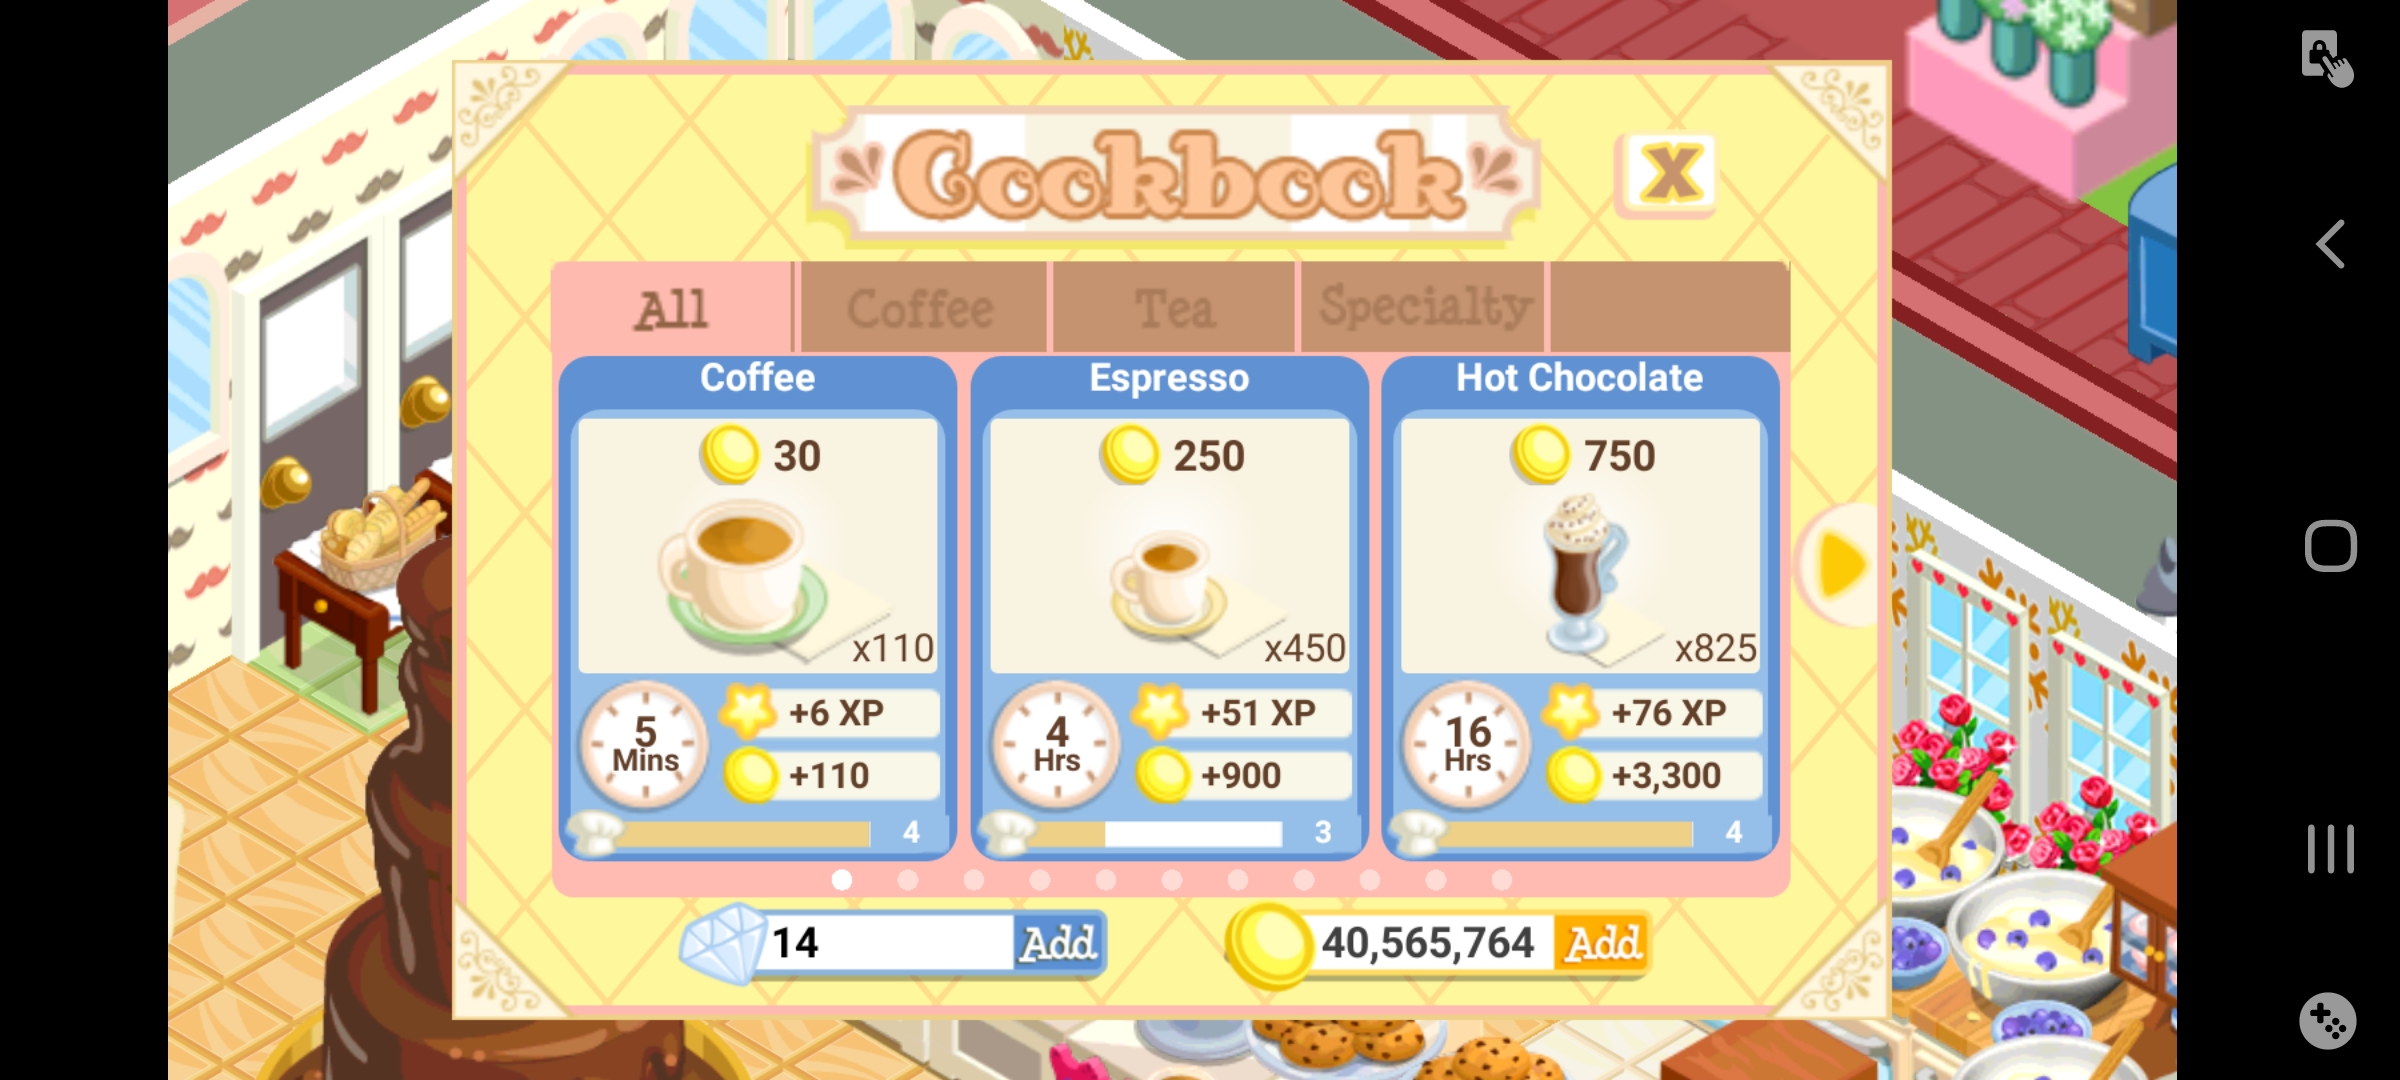 Cookbook
X
All
Coffee
Tea
Specialty
Coffee
30
x110
5
Mins
+6 XP
+110
4
Espresso
250
x450
4
Hrs
+51 XP
+900
3
Hot Chocolate
750
x825
16
Hrs
+76 XP
+3,300
4
14
Add
40,565,764
Add